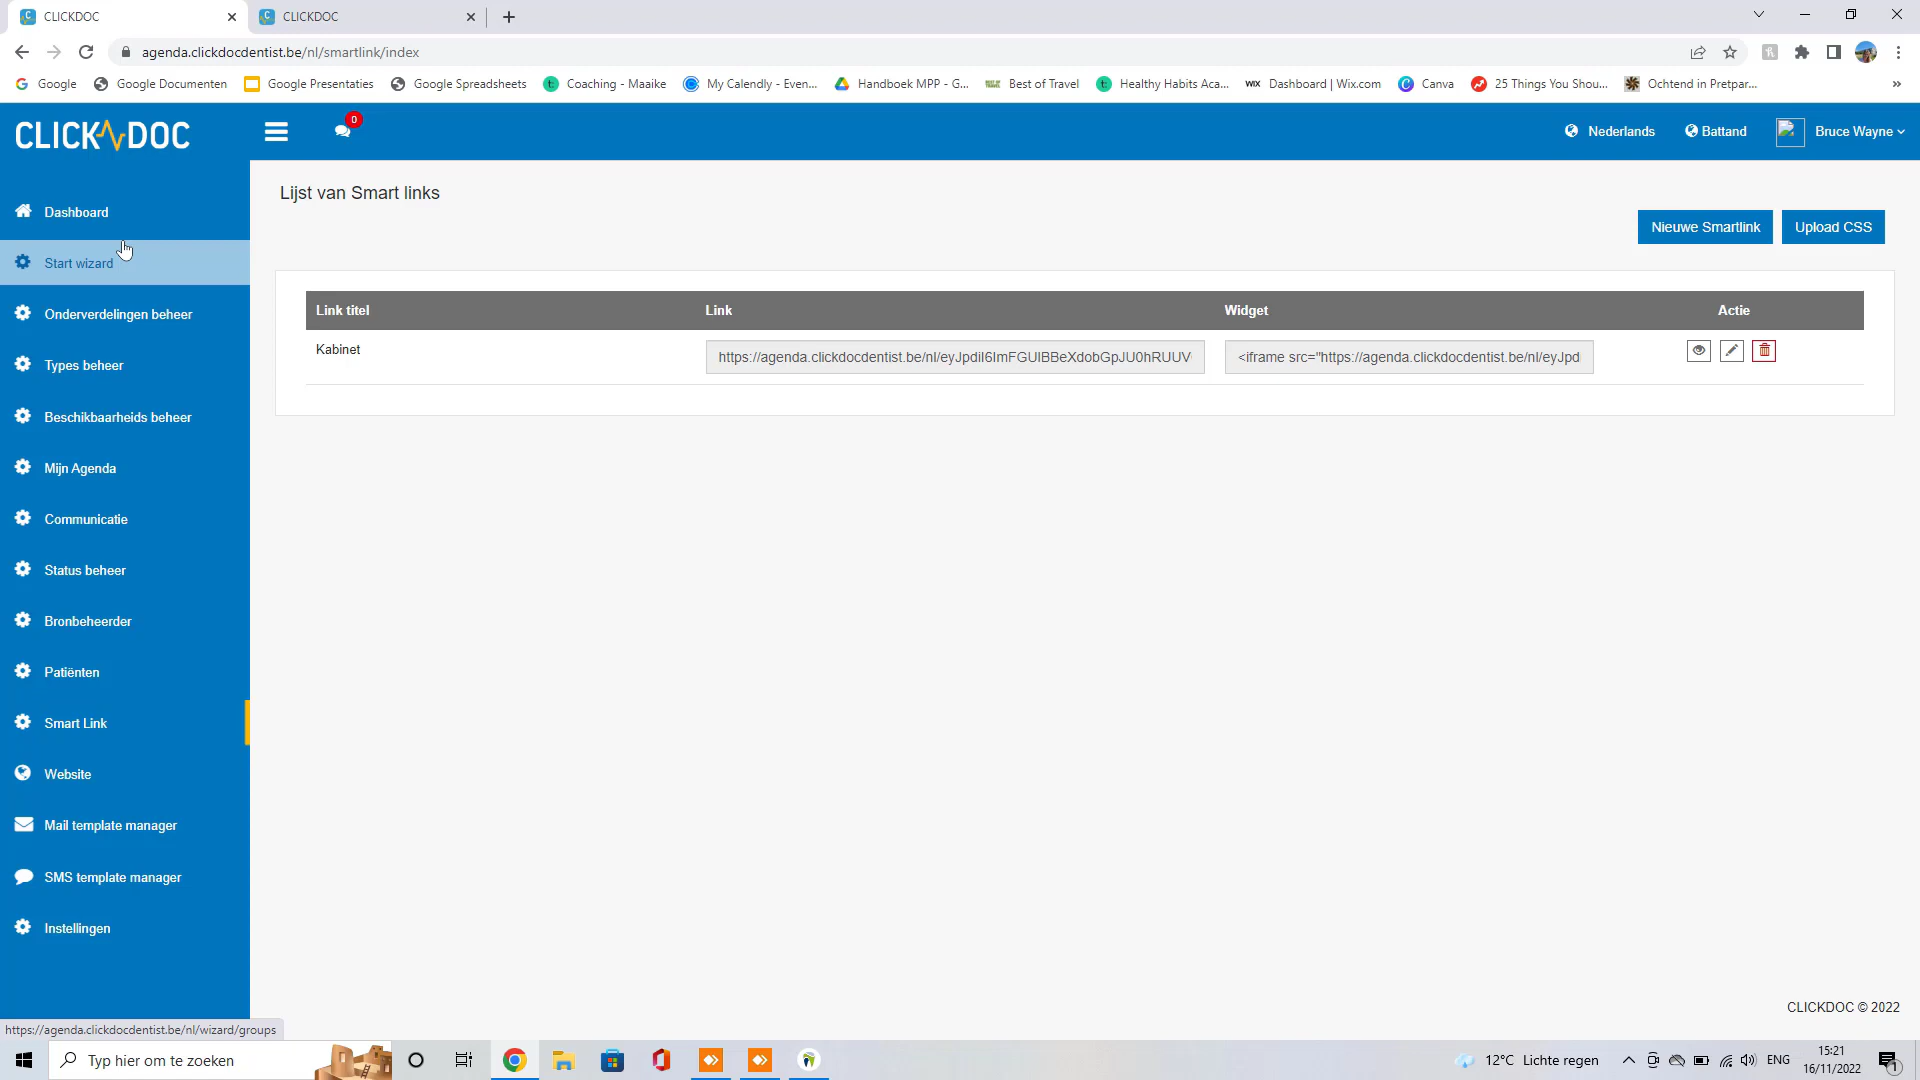 CLICKDOC
CLICKDOC
agenda.clickdocdentist.be/nl/smartlink/index
Google
Google Documenten
Google Presentaties
Google Spreadsheets
Coaching - Maaike
My Calendly - Even...
Handboek MPP - G...
Best of Travel
Healthy Habits Aca...
WIX Dashboard | Wix.com
Canva
25 Things You Shou...
Ochtend in Pretpar...
»
CLICKDOC
0
Nederlands
Battand
Bruce Wayne
Lijst van Smart links
Dashboard
Nieuwe Smartlink
Upload CSS
Start wizard
Link titel
Link
Widget
Actie
Onderverdelingen beheer
Kabinet
https://agenda.clickdocdentist.be/nl/eyJpdiI6ImFGUlBBeXdobGpJU0hRUUV
<iframe src="https://agenda.clickdocdentist.be/nl/eyJpd
Types beheer
Beschikbaarheids beheer
Mijn Agenda
Communicatie
Status beheer
Bronbeheerder
Patiënten
Smart Link
Website
Mail template manager
SMS template manager
Instellingen
CLICKDOC © 2022
https://agenda.clickdocdentist.be/nl/wizard/groups
Typ hier om te zoeken
12°C Lichte regen
ENG
15:21
16/11/2022
1